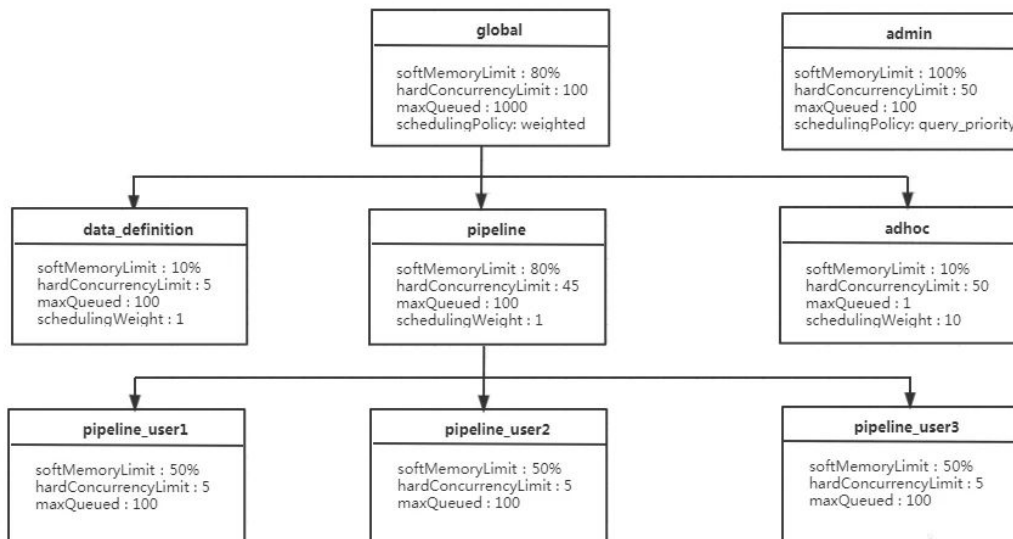 global
softMemoryLimit : 80%
hardConcurrencyLimit : 100
maxQueued : 1000
schedulingPolicy: weighted
admin
softMemoryLimit : 100%
hardConcurrencyLimit : 50
maxQueued : 100
schedulingPolicy: query_priority
data_definition
softMemoryLimit : 10%
hardConcurrencyLimit : 5
maxQueued : 100
schedulingWeight : 1
pipeline
softMemoryLimit : 80%
hardConcurrencyLimit : 45
maxQueued : 100
schedulingWeight : 1
adhoc
softMemoryLimit : 10%
hardConcurrencyLimit : 50
maxQueued : 1
schedulingWeight : 10
pipeline_user1
softMemoryLimit : 50%
hardConcurrencyLimit : 5
maxQueued : 100
pipeline_user2
softMemoryLimit : 50%
hardConcurrencyLimit : 5
maxQueued : 100
pipeline_user3
softMemoryLimit : 50%
hardConcurrencyLimit : 5
maxQueued : 100